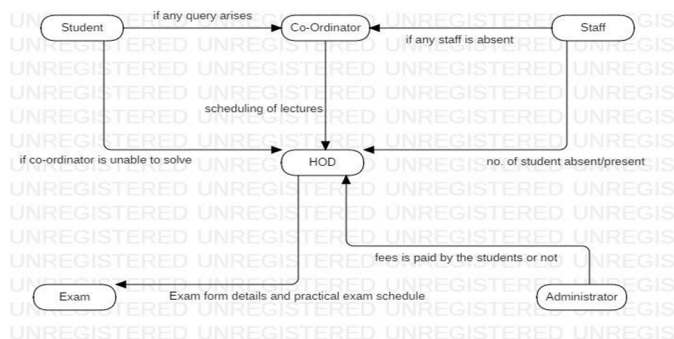 if any query arises
Student
Co-Ordinator
Staff
if any staff is absent
scheduling of lectures
if co-ordinator is unable to solve
HOD
no. of student absent/present
fees is paid by the students or not
Exam
Exam form details and practical exam schedule
Administrator
UNREGISTERED